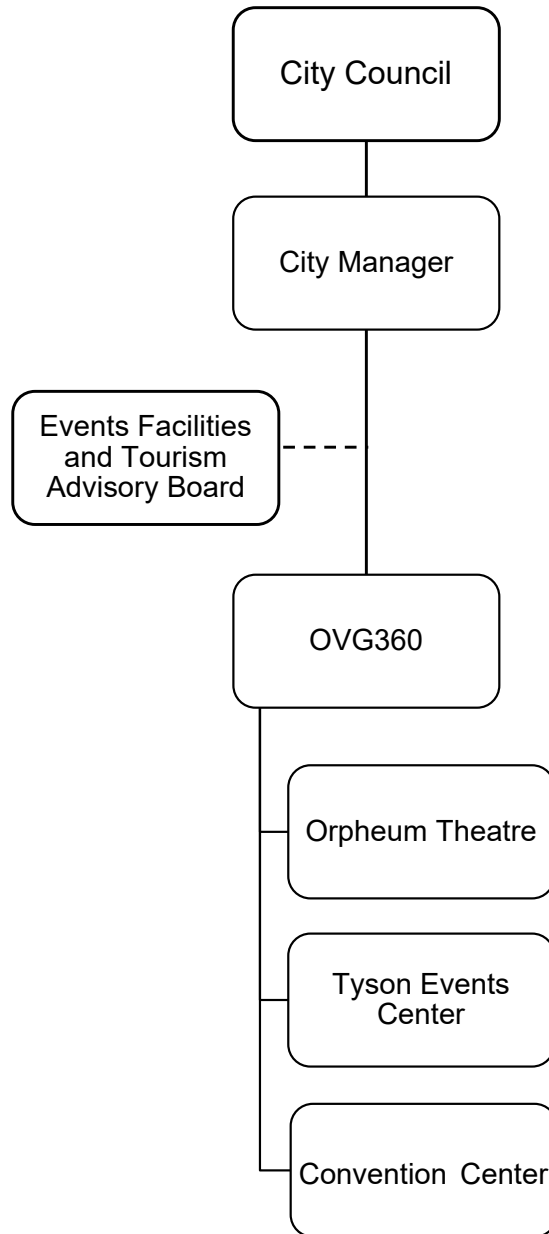 City Council
City Manager
Events Facilities
and Tourism
Advisory Board
OVG360
Orpheum Theatre
Tyson Events
Center
Convention Center